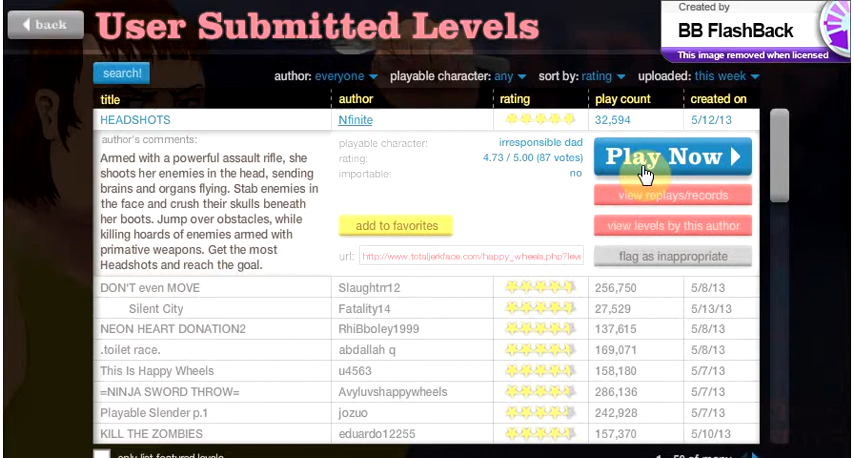 back
User Submitted Levels
Created by
BB FlashBack
This image removed when licensed
search!
author: everyone playable character: any sort by: rating uploaded: this week
title author rating play count created on
HEADSHOTS Nfinite 32,594 5/12/13
author's comments:
Armed with a powerful assault rifle, she
shoots her enemies in the head, sending
brains and organs flying. Stab enemies in
the face and crush their skulls beneath
her boots. Jump over obstacles, while
killing hoards of enemies armed with
primative weapons. Get the most
Headshots and reach the goal.
playable character: irresponsible dad
rating: 4.73 / 5.00 (87 votes)
importable: no
add to favorites
url: http://www.totaljerkface.com/happy_wheels.php?leve
Play Now
view replays/records
view levels by this author
flag as inappropriate
DON'T even MOVE Slaughtrr12 256,750 5/8/13
Silent City Fatality14 27,529 5/13/13
NEON HEART DONATION2 RhiBboley1999 137,615 5/8/13
.toilet race. abdallah q 169,071 5/8/13
This Is Happy Wheels u4563 158,180 5/7/13
=NINJA SWORD THROW= Avyluvshappywheels 286,136 5/7/13
Playable Slender p.1 jozuo 242,928 5/7/13
KILL THE ZOMBIES eduardo12255 157,370 5/10/13
only list featured levels
1 - 50 of many